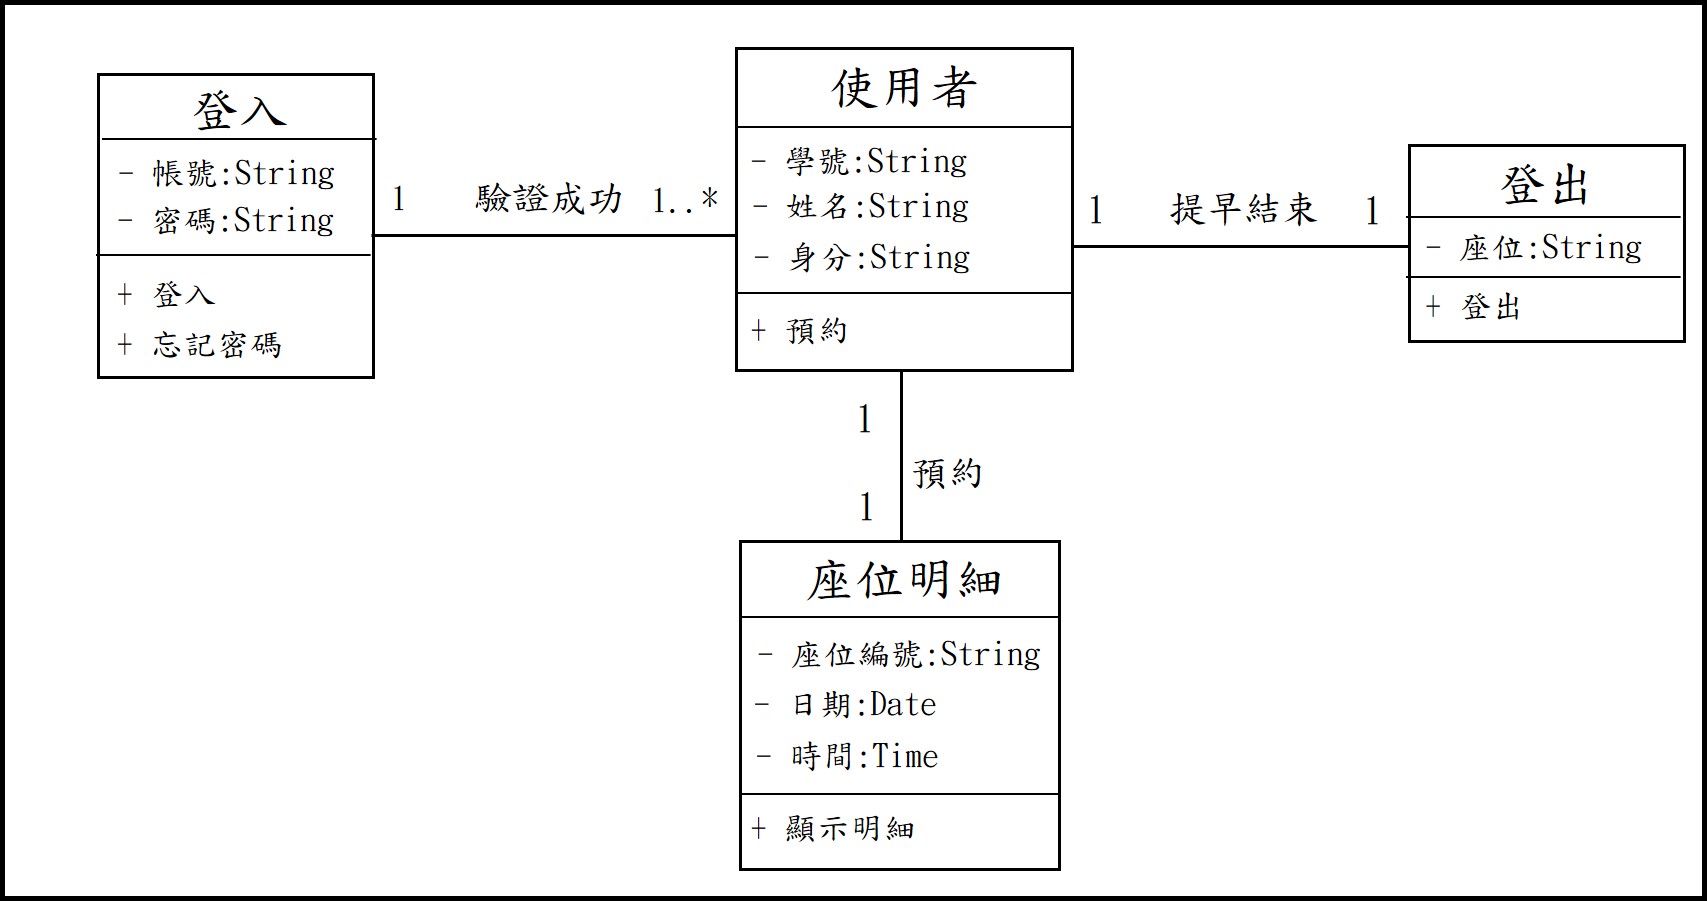 登入
- 帳號:String
- 密碼:String
+ 登入
+ 忘記密碼
1 驗證成功 1..*
使用者
- 學號:String
- 姓名:String
- 身分:String
+ 預約
1 提早結束 1
登出
- 座位:String
+ 登出
1
預約
1
座位明細
- 座位編號:String
- 日期:Date
- 時間:Time
+ 顯示明細